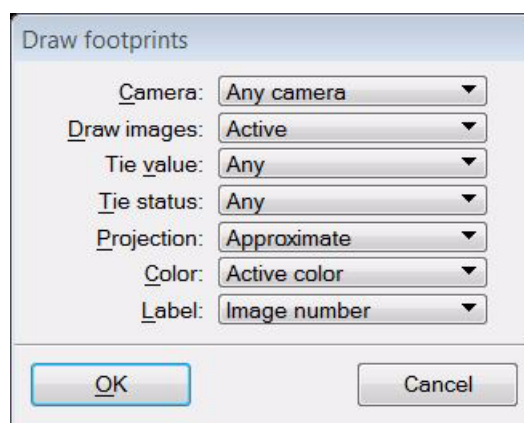 Draw footprints
Camera: Any camera
Draw images: Active
Tie value: Any
Tie status: Any
Projection: Approximate
Color: Active color
Label: Image number
OK Cancel